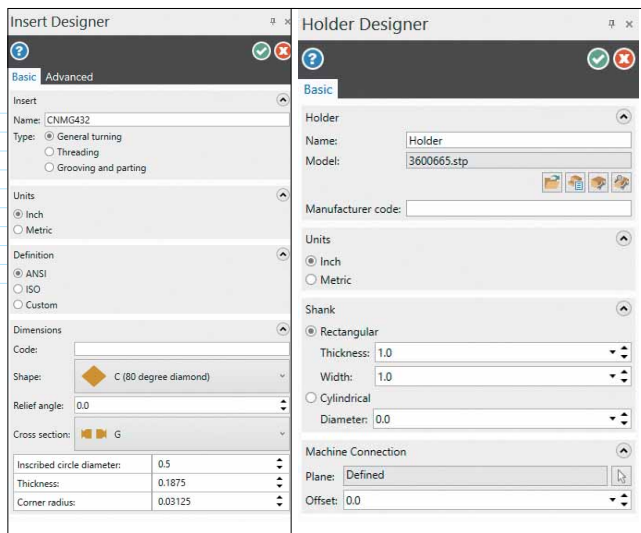 Insert Designer
Basic Advanced
Insert
Name: CNMG432
Type: General turning
Threading
Grooving and parting
Units
Inch
Metric
Definition
ANSI
ISO
Custom
Dimensions
Code:
Shape: C (80 degree diamond)
Relief angle: 0.0
Cross section: G
Inscribed circle diameter: 0.5
Thickness: 0.1875
Corner radius: 0.03125
Holder Designer
Basic
Holder
Name: Holder
Model: 3600665.stp
Manufacturer code:
Units
Inch
Metric
Shank
Rectangular
Thickness: 1.0
Width: 1.0
Cylindrical
Diameter: 0.0
Machine Connection
Plane: Defined
Offset: 0.0